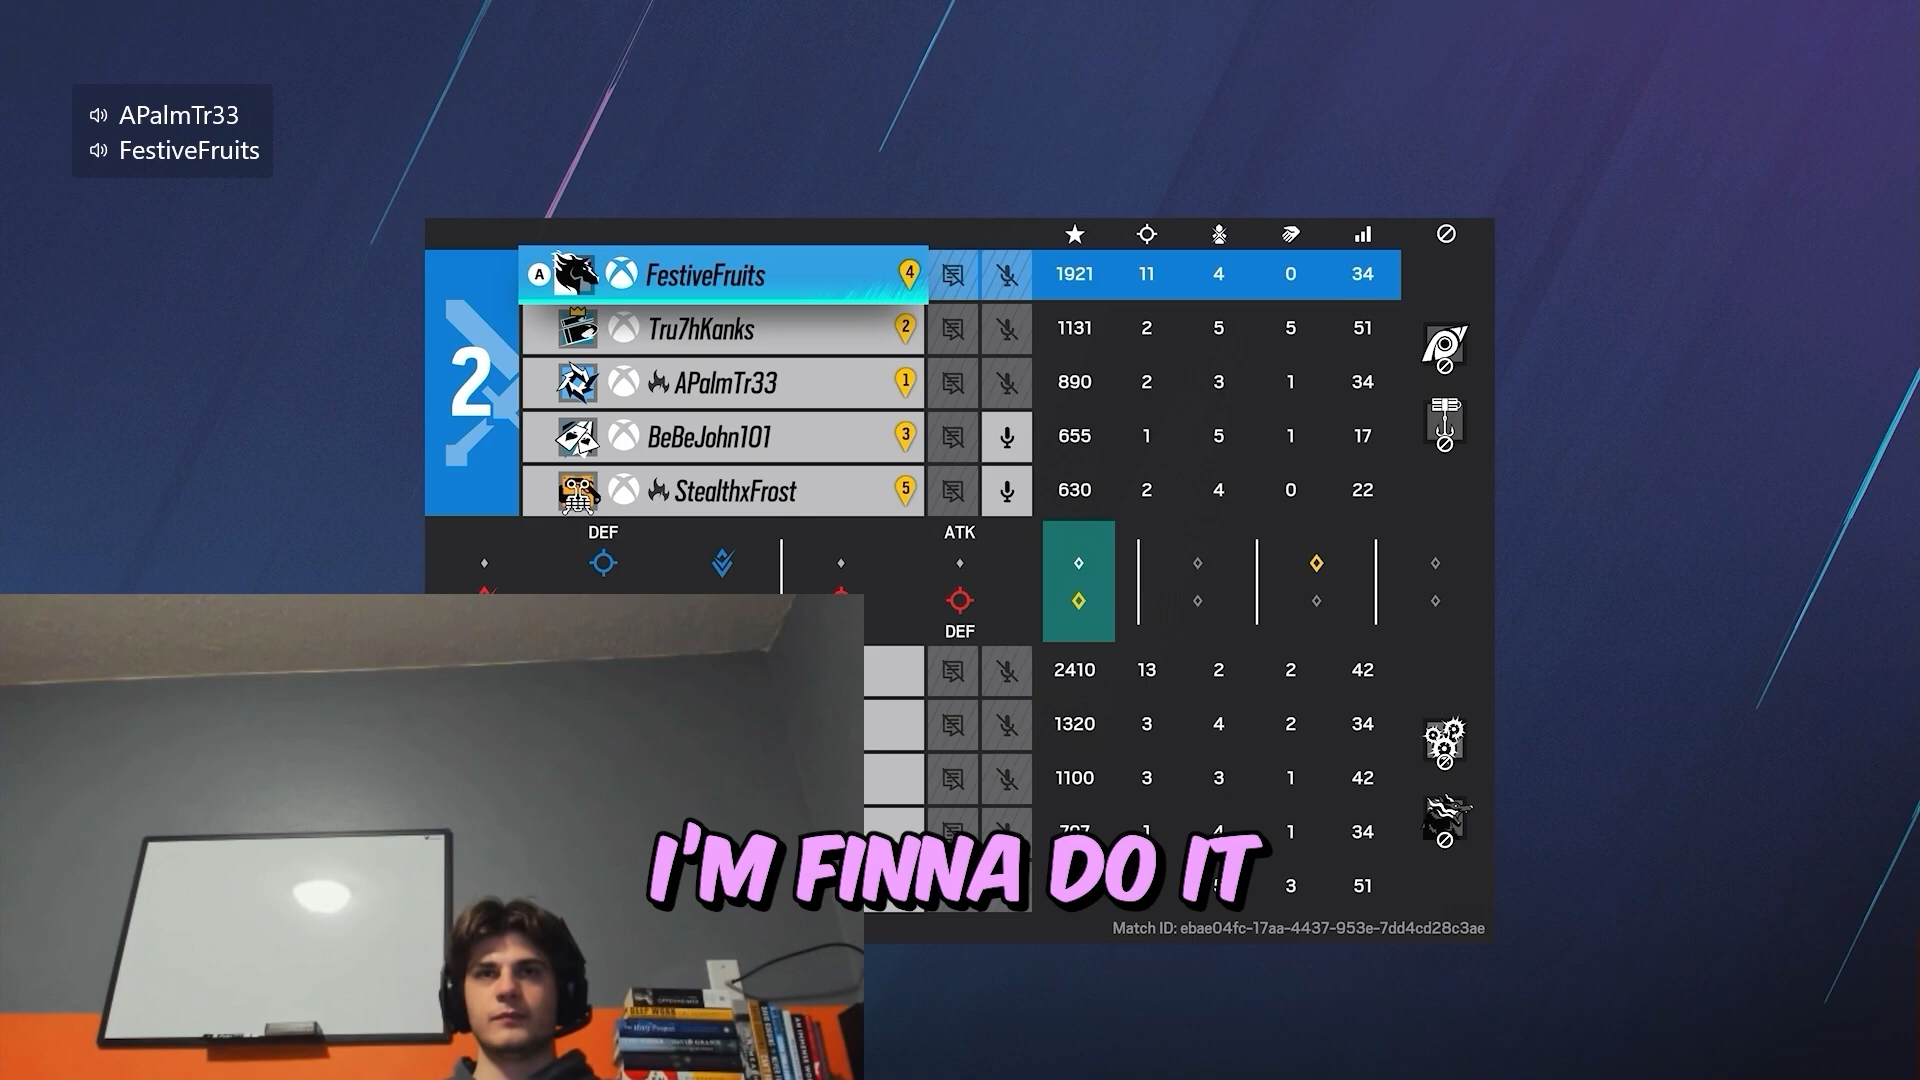 APalmTr33
FestiveFruits
A FestiveFruits 4 1921 11 4 0 34
2
Tru7hKanks 2 1131 2 5 5 51
APalmTr33 1 890 2 3 1 34
BeBeJohn101 3 655 1 5 1 17
StealthxFrost 5 630 2 4 0 22
DEF ATK
DEF
2410 13 2 2 42
1320 3 4 2 34
1100 3 3 1 42
1 34
I'M FINNA DO IT
3 51
Match ID: ebae04fc-17aa-4437-953e-7dd4cd28c3ae
OPPENHEIMER
DEEP WORK